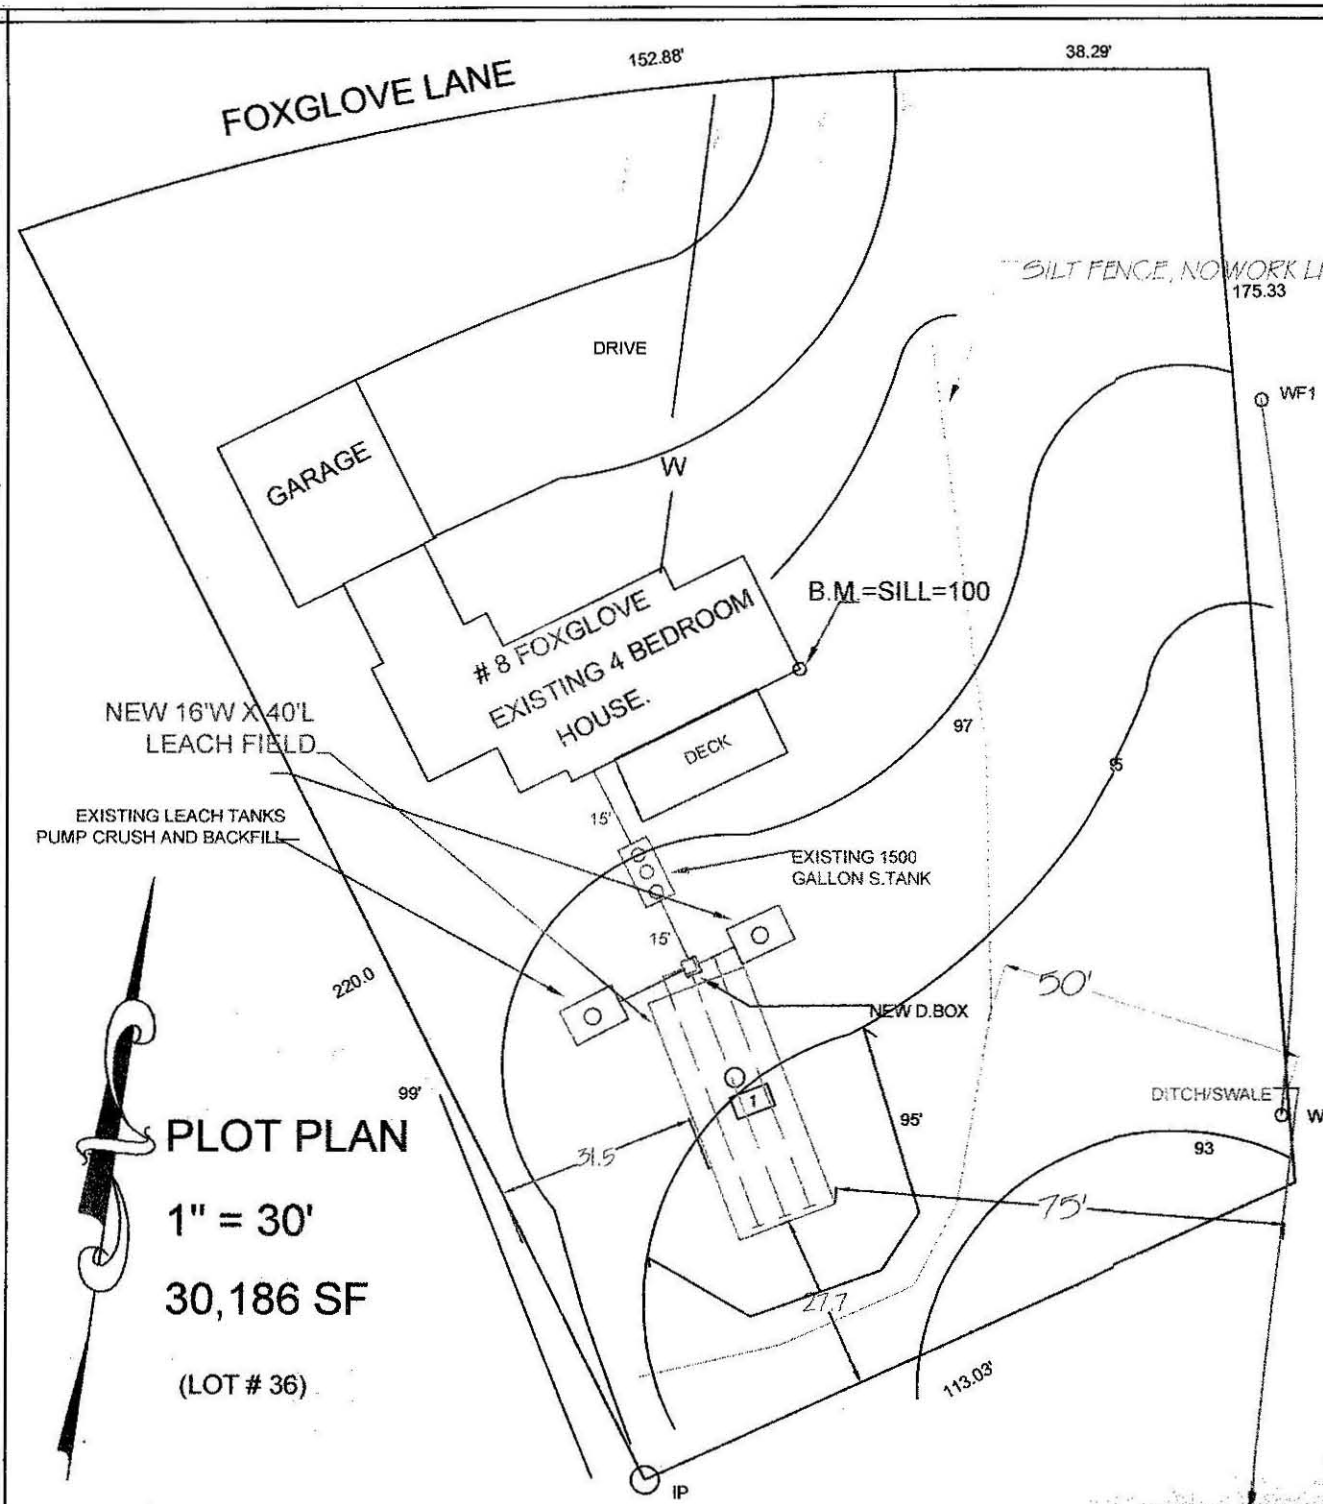 152.88'
38.29'
FOXGLOVE LANE
SILT FENCE, NO WORK
175.33
DRIVE
WF1
GARAGE
W
B.M.=SILL=100
# 8 FOXGLOVE
EXISTING 4 BEDROOM
HOUSE.
NEW 16'W X 40'L
LEACH FIELD
DECK
97
95
EXISTING LEACH TANKS
PUMP CRUSH AND BACKFILL
15'
EXISTING 1500
GALLON S.TANK
15'
220.0
50'
NEW D.BOX
99'
DITCH/SWALE
W
1
95'
PLOT PLAN
31.5
93
75'
1" = 30'
30,186 SF
27.7
(LOT # 36)
113.03'
IP